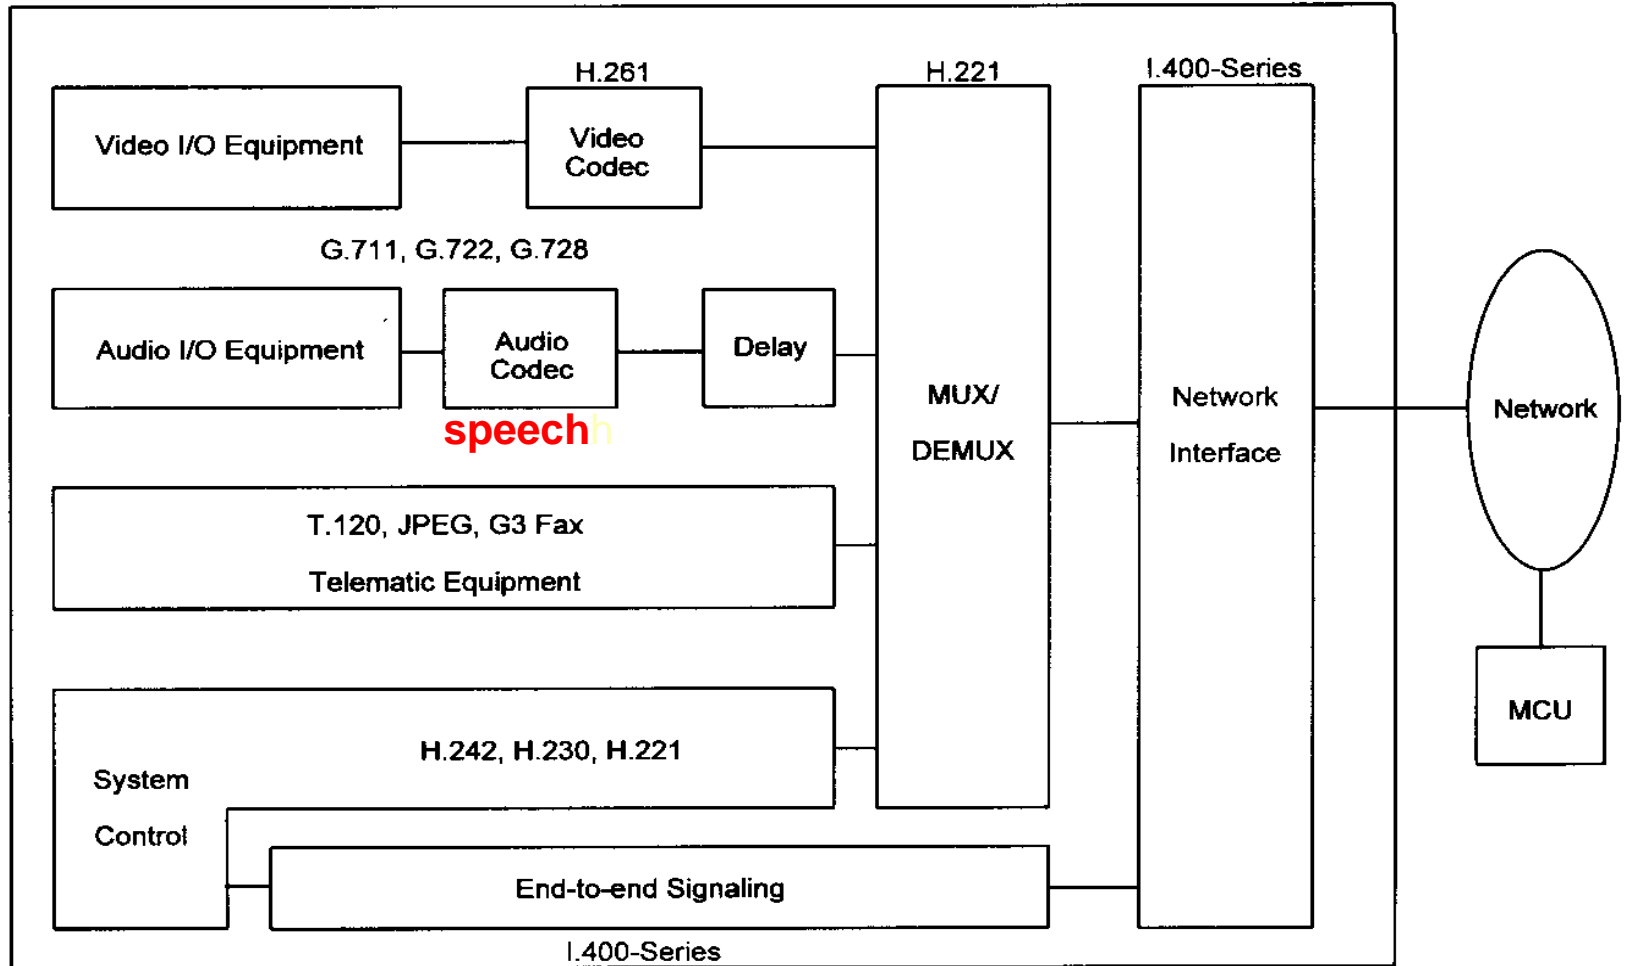 H.261
H.221
I.400-Series
Video I/O Equipment
Video
Codec
G.711, G.722, G.728
Audio I/O Equipment
Audio
Codec
Delay
speech
MUX/
DEMUX
Network
Interface
Network
T.120, JPEG, G3 Fax
Telematic Equipment
H.242, H.230, H.221
System
Control
MCU
End-to-end Signaling
I.400-Series